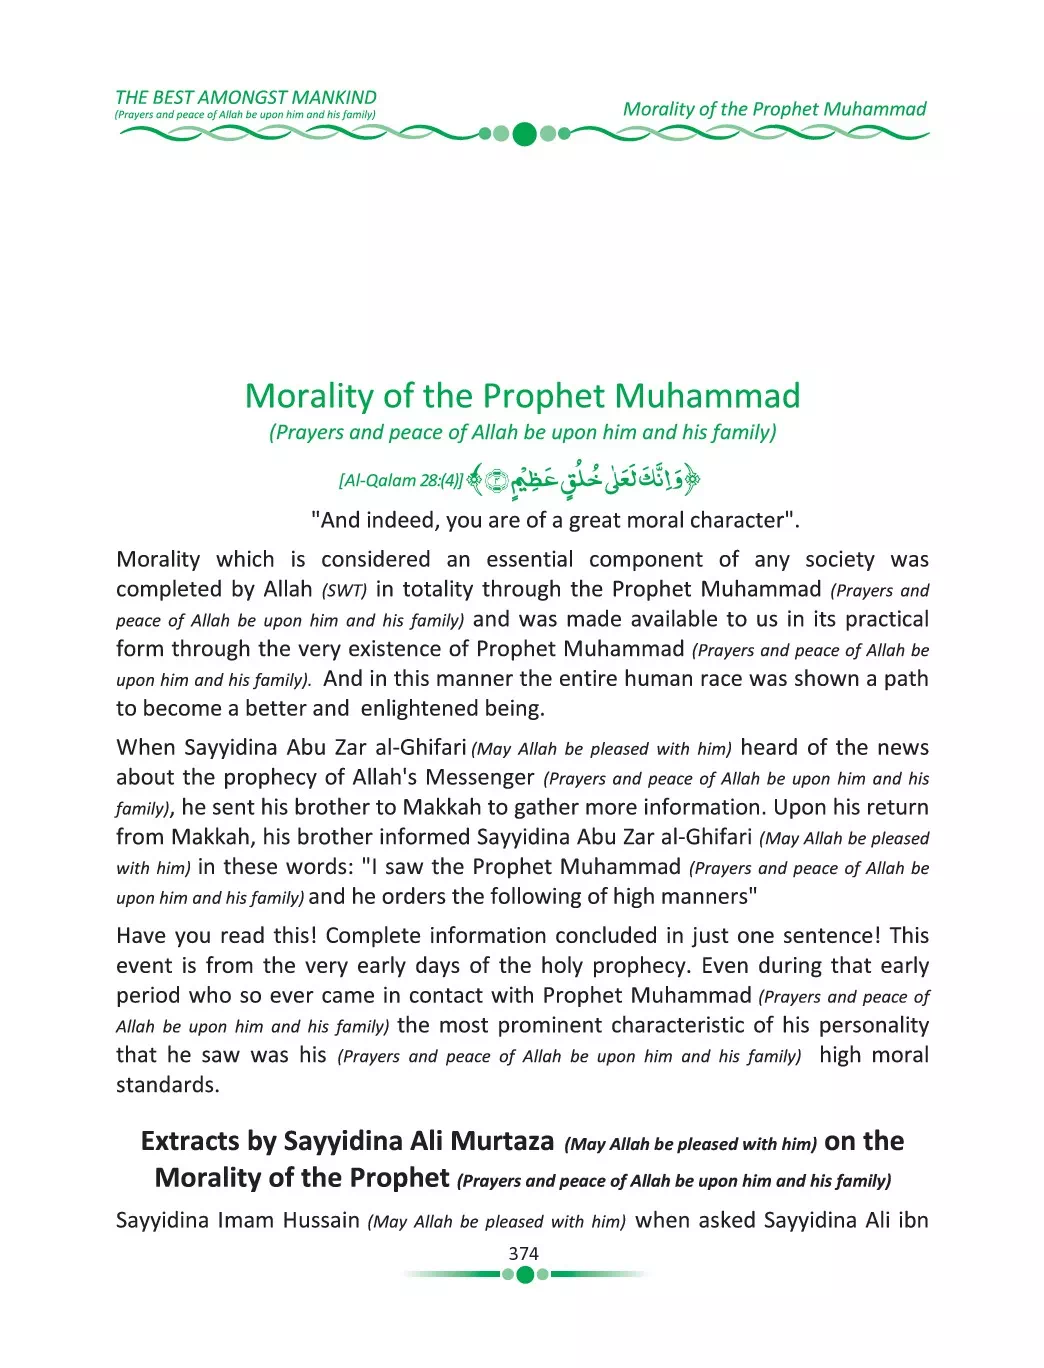 THE BEST AMONGST MANKIND
(Prayers and peace of Allah be upon him and his family)
Morality of the Prophet Muhammad
Morality of the Prophet Muhammad
(Prayers and peace of Allah be upon him and his family)
[Al-Qalam 28:(4)] ﴿وَاِنَّكَ لَعَلٰى خُلُقٍ عَظِيْمٍ ۝۴﴾
"And indeed, you are of a great moral character".
Morality which is considered an essential component of any society was
completed by Allah (SWT) in totality through the Prophet Muhammad (Prayers and
peace of Allah be upon him and his family) and was made available to us in its practical
form through the very existence of Prophet Muhammad (Prayers and peace of Allah be
upon him and his family). And in this manner the entire human race was shown a path
to become a better and enlightened being.
When Sayyidina Abu Zar al-Ghifari (May Allah be pleased with him) heard of the news
about the prophecy of Allah's Messenger (Prayers and peace of Allah be upon him and his
family), he sent his brother to Makkah to gather more information. Upon his return
from Makkah, his brother informed Sayyidina Abu Zar al-Ghifari (May Allah be pleased
with him) in these words: "I saw the Prophet Muhammad (Prayers and peace of Allah be
upon him and his family) and he orders the following of high manners"
Have you read this! Complete information concluded in just one sentence! This
event is from the very early days of the holy prophecy. Even during that early
period who so ever came in contact with Prophet Muhammad (Prayers and peace of
Allah be upon him and his family) the most prominent characteristic of his personality
that he saw was his (Prayers and peace of Allah be upon him and his family) high moral
standards.
Extracts by Sayyidina Ali Murtaza (May Allah be pleased with him) on the
Morality of the Prophet (Prayers and peace of Allah be upon him and his family)
Sayyidina Imam Hussain (May Allah be pleased with him) when asked Sayyidina Ali ibn
374